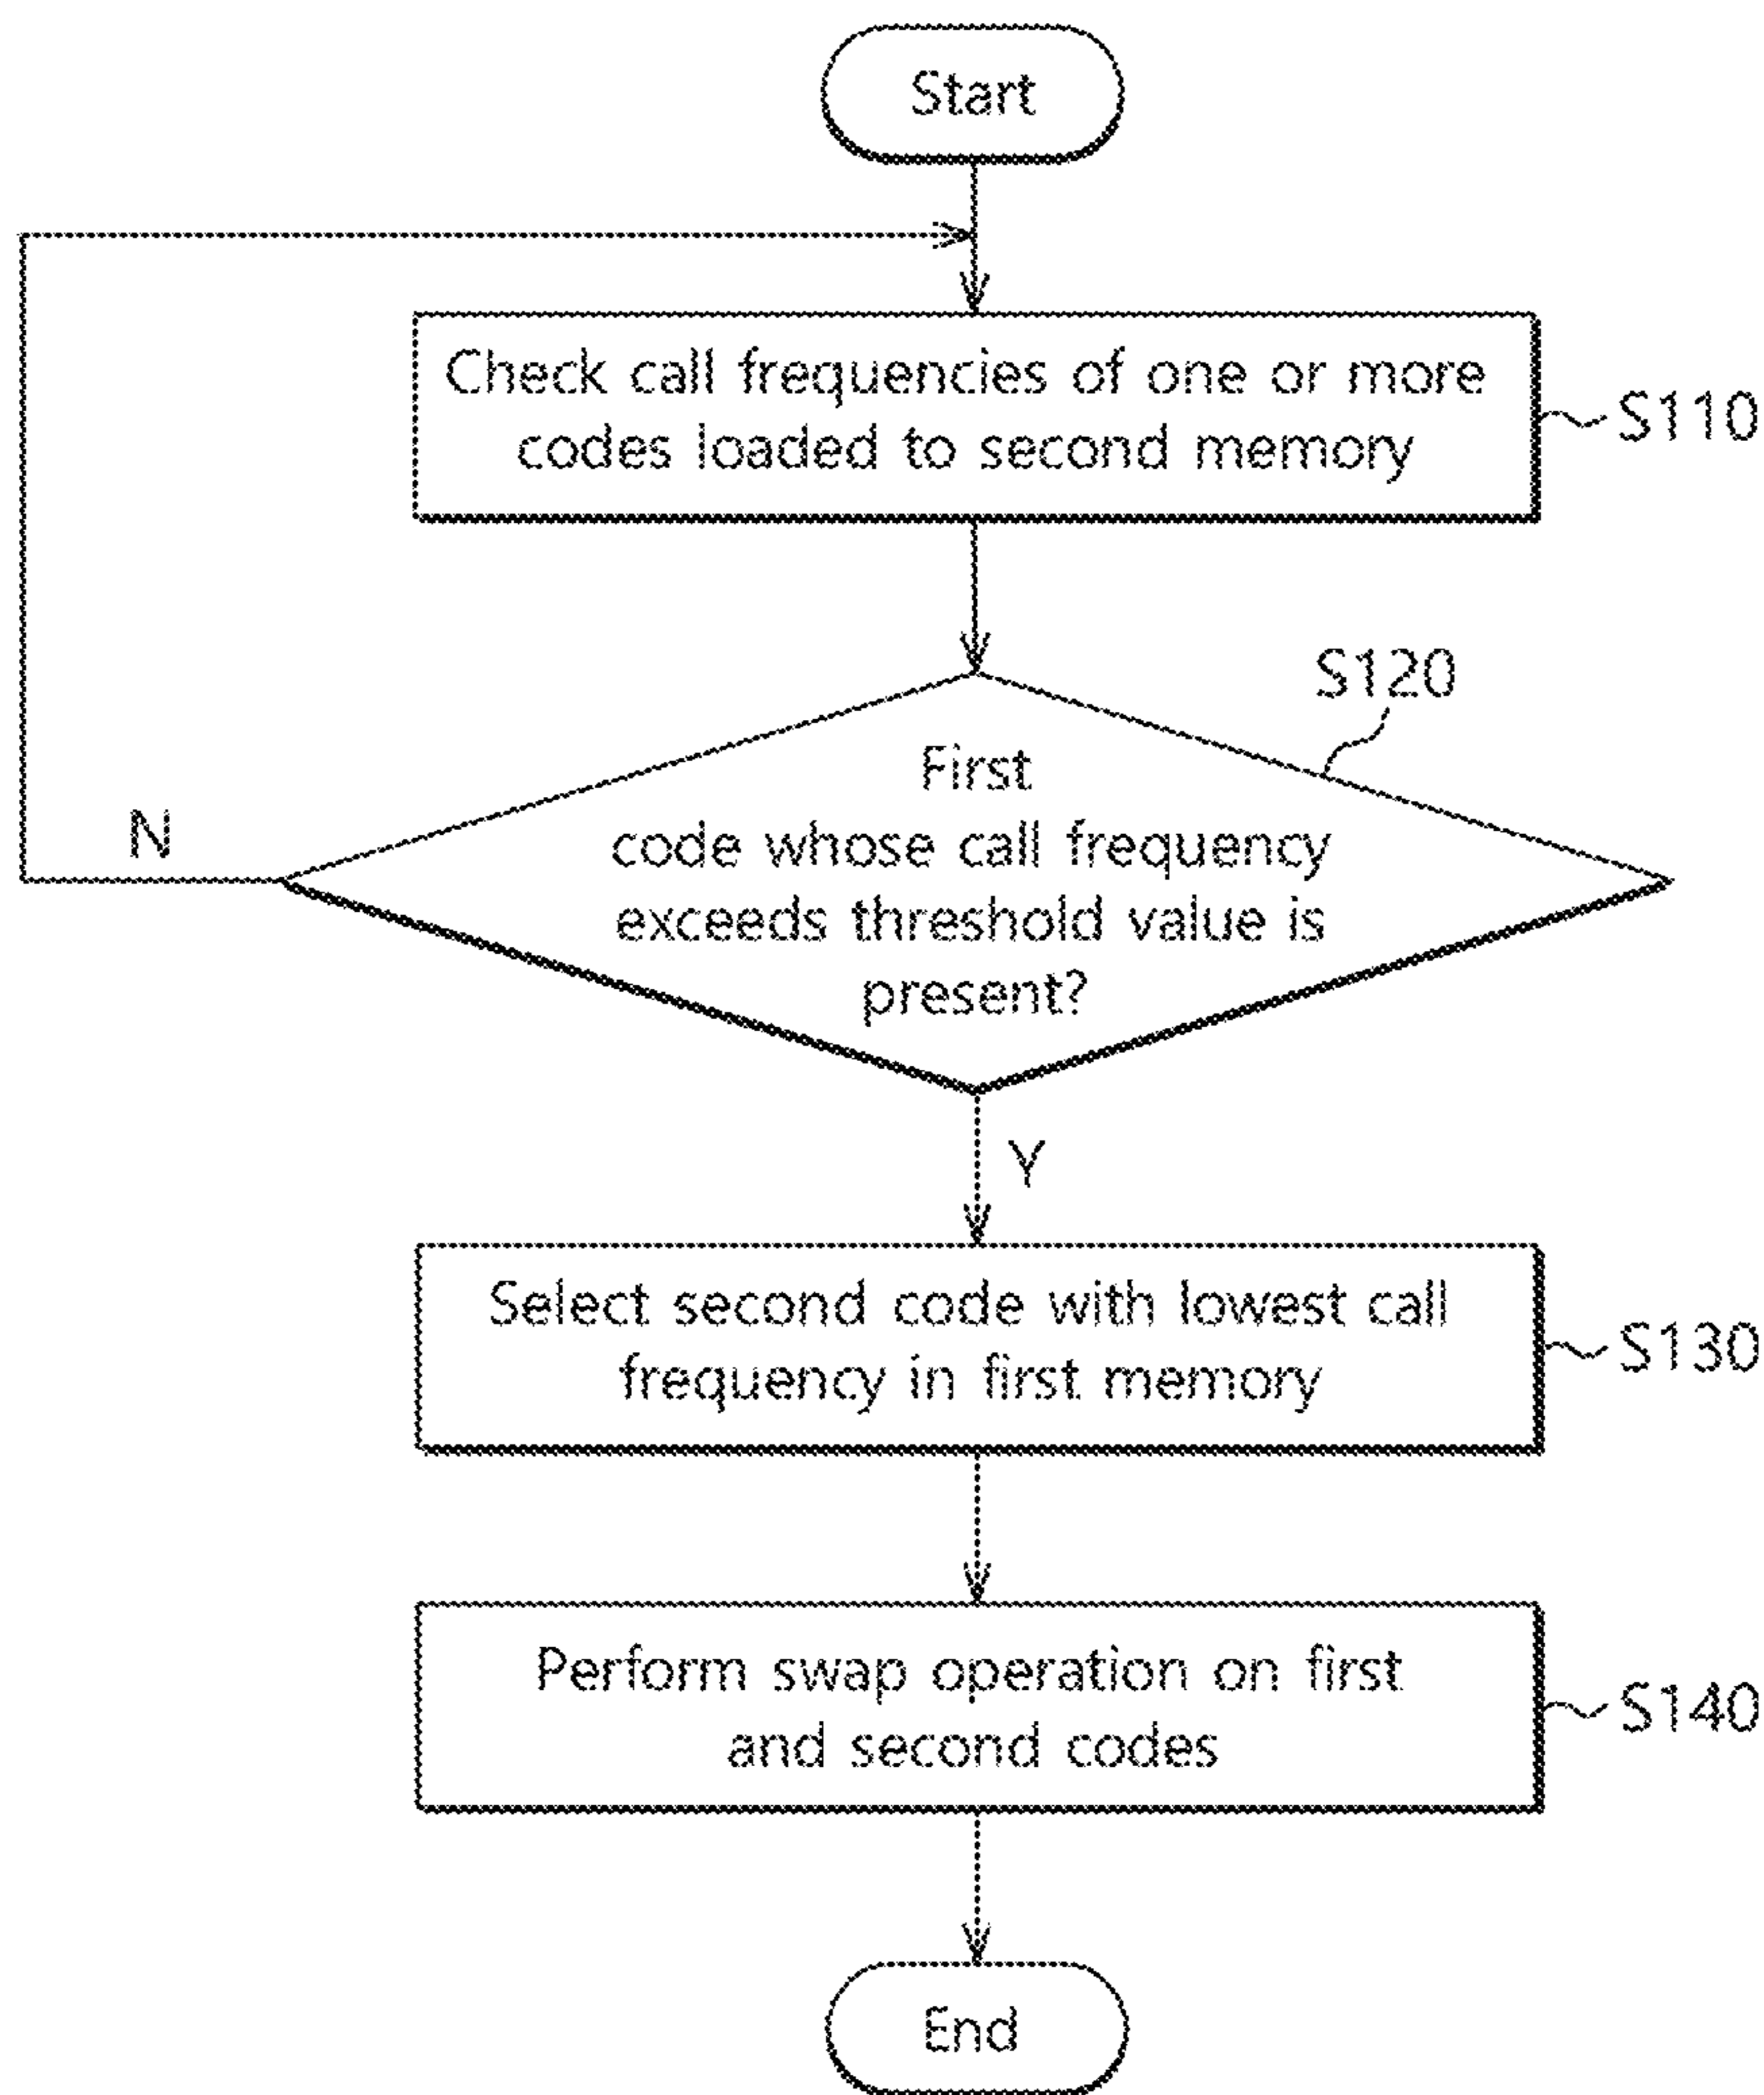 Start
Check call frequencies of one or more
codes loaded to second memory
S110
S120
First
code whose call frequency
exceeds threshold value is
present?
N
Y
Select second code with lowest call
frequency in first memory
S130
Perform swap operation on first
and second codes
S140
End